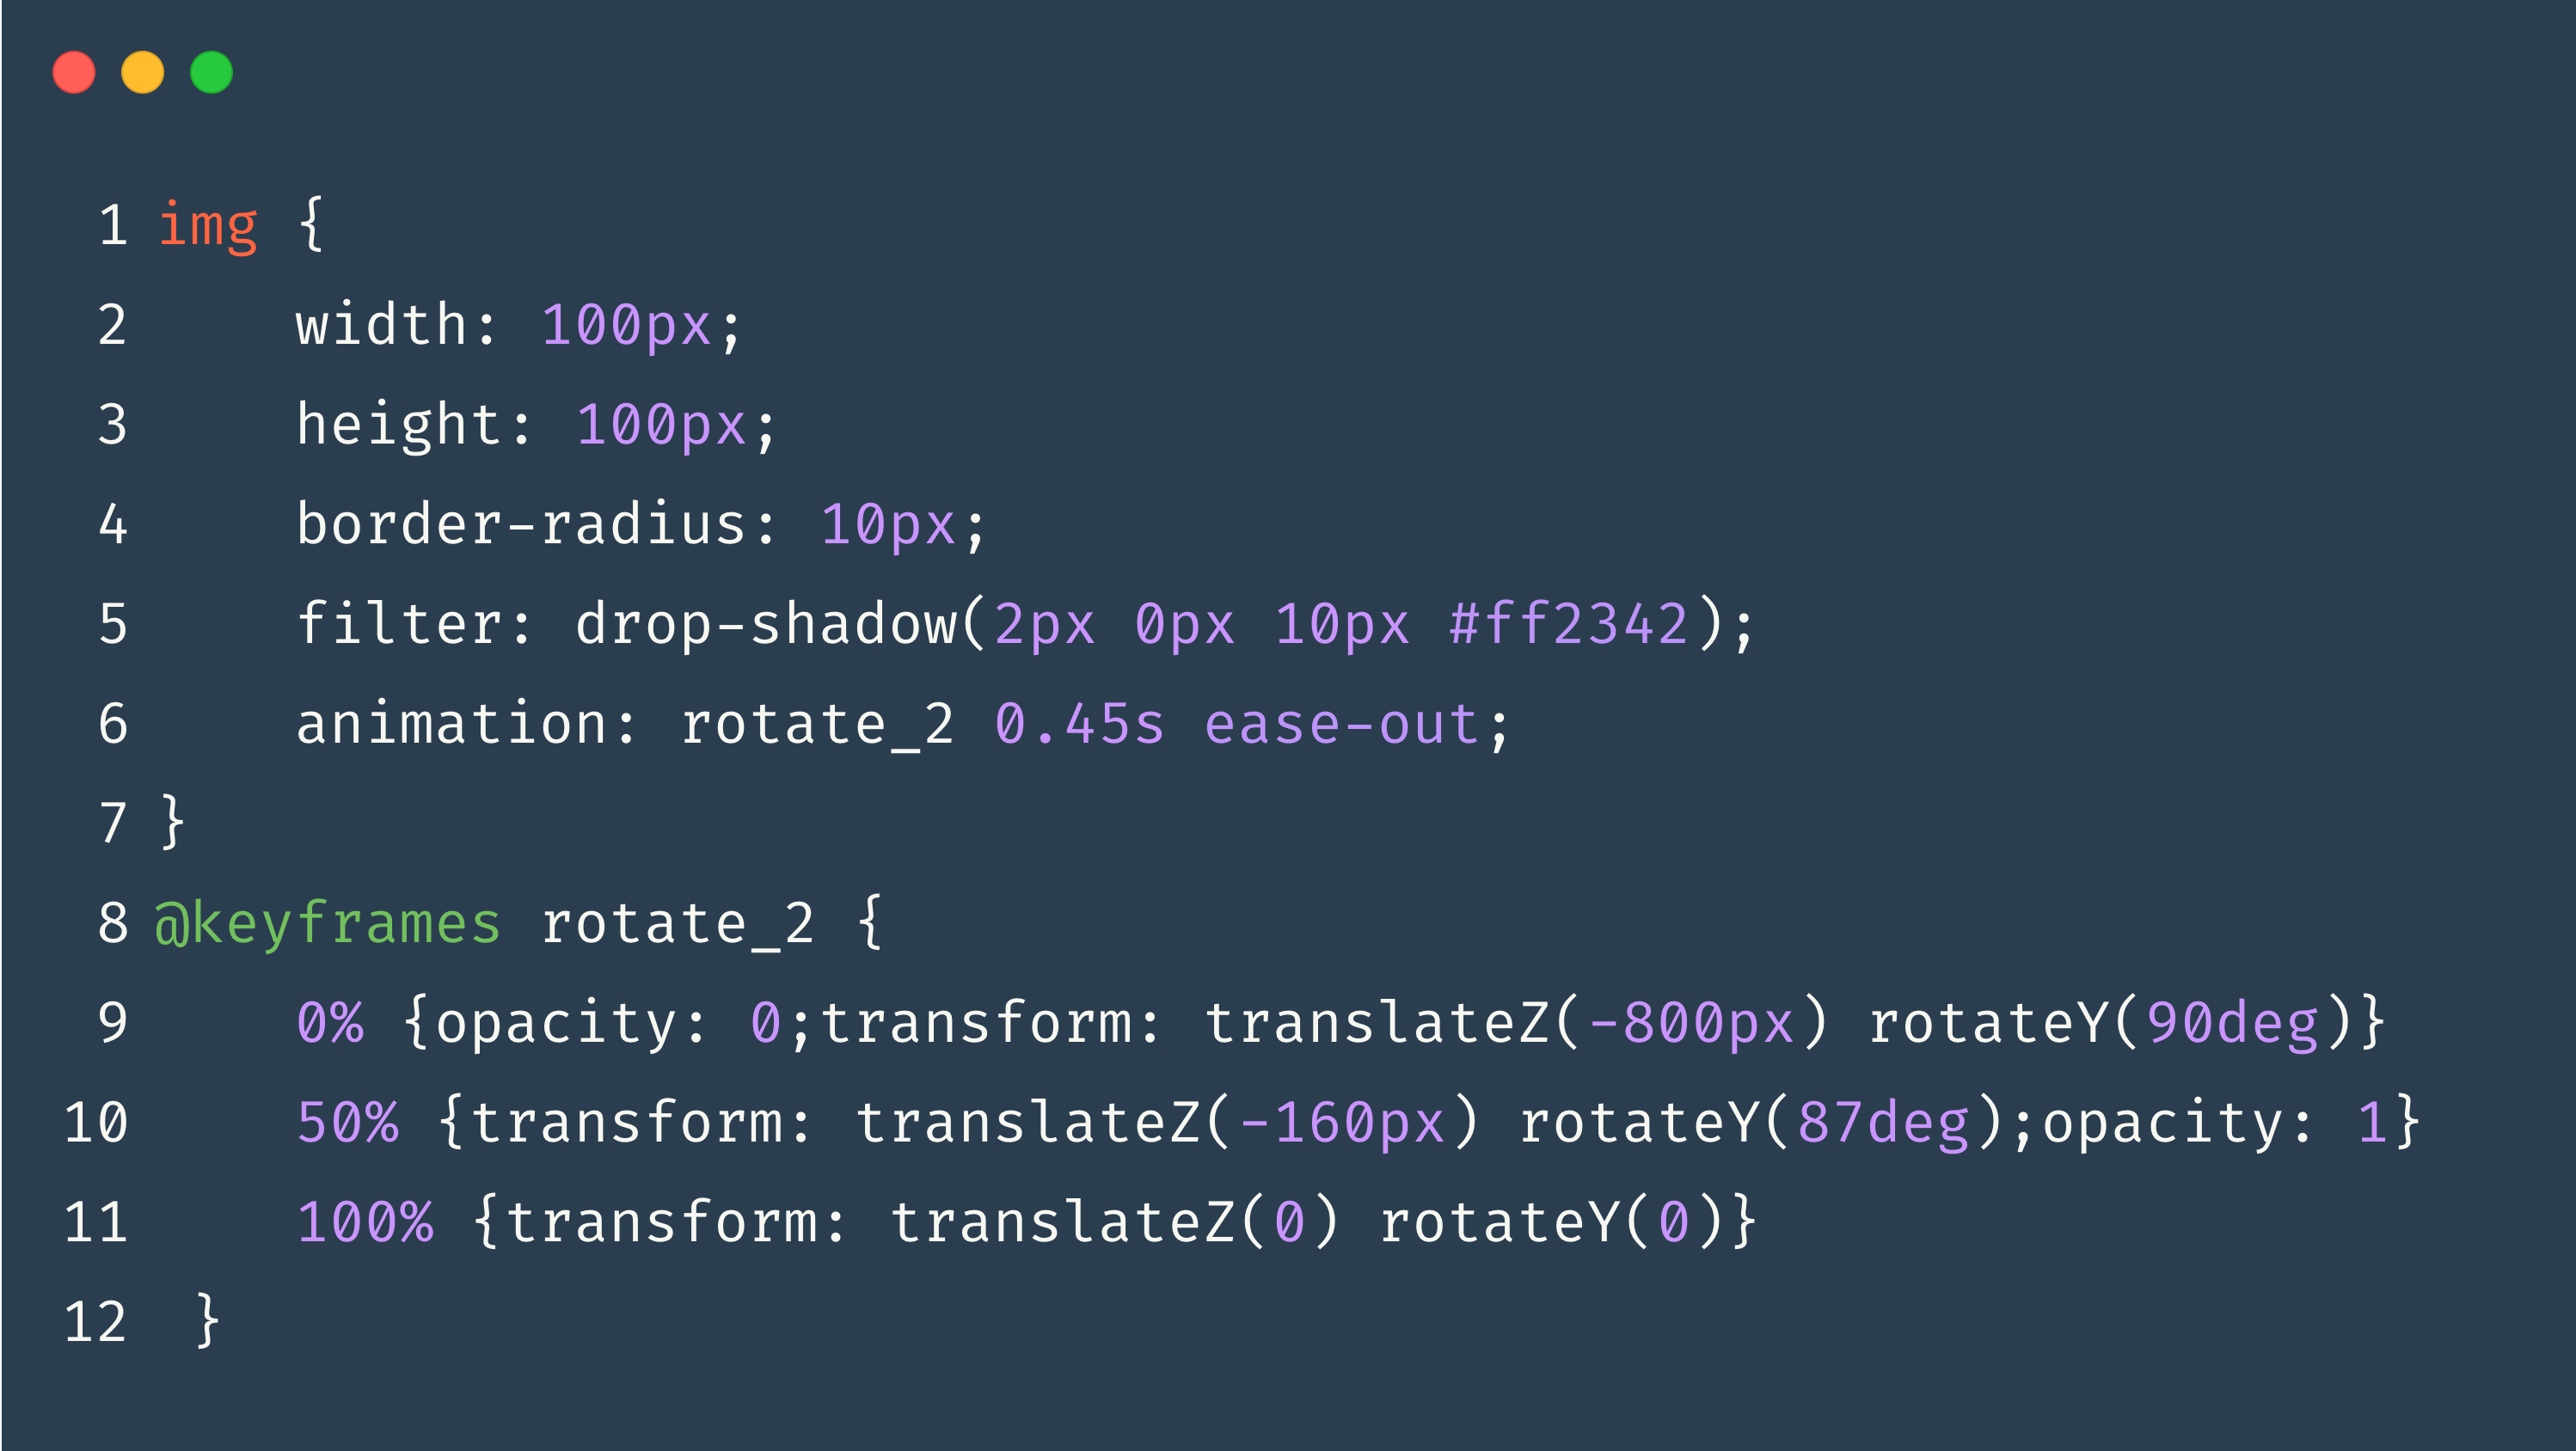 1 img {
2     width: 100px;
3     height: 100px;
4     border-radius: 10px;
5     filter: drop-shadow(2px 0px 10px #ff2342);
6     animation: rotate_2 0.45s ease-out;
7 }
8 @keyframes rotate_2 {
9     0% {opacity: 0;transform: translateZ(-800px) rotateY(90deg)}
10     50% {transform: translateZ(-160px) rotateY(87deg);opacity: 1}
11     100% {transform: translateZ(0) rotateY(0)}
12  }